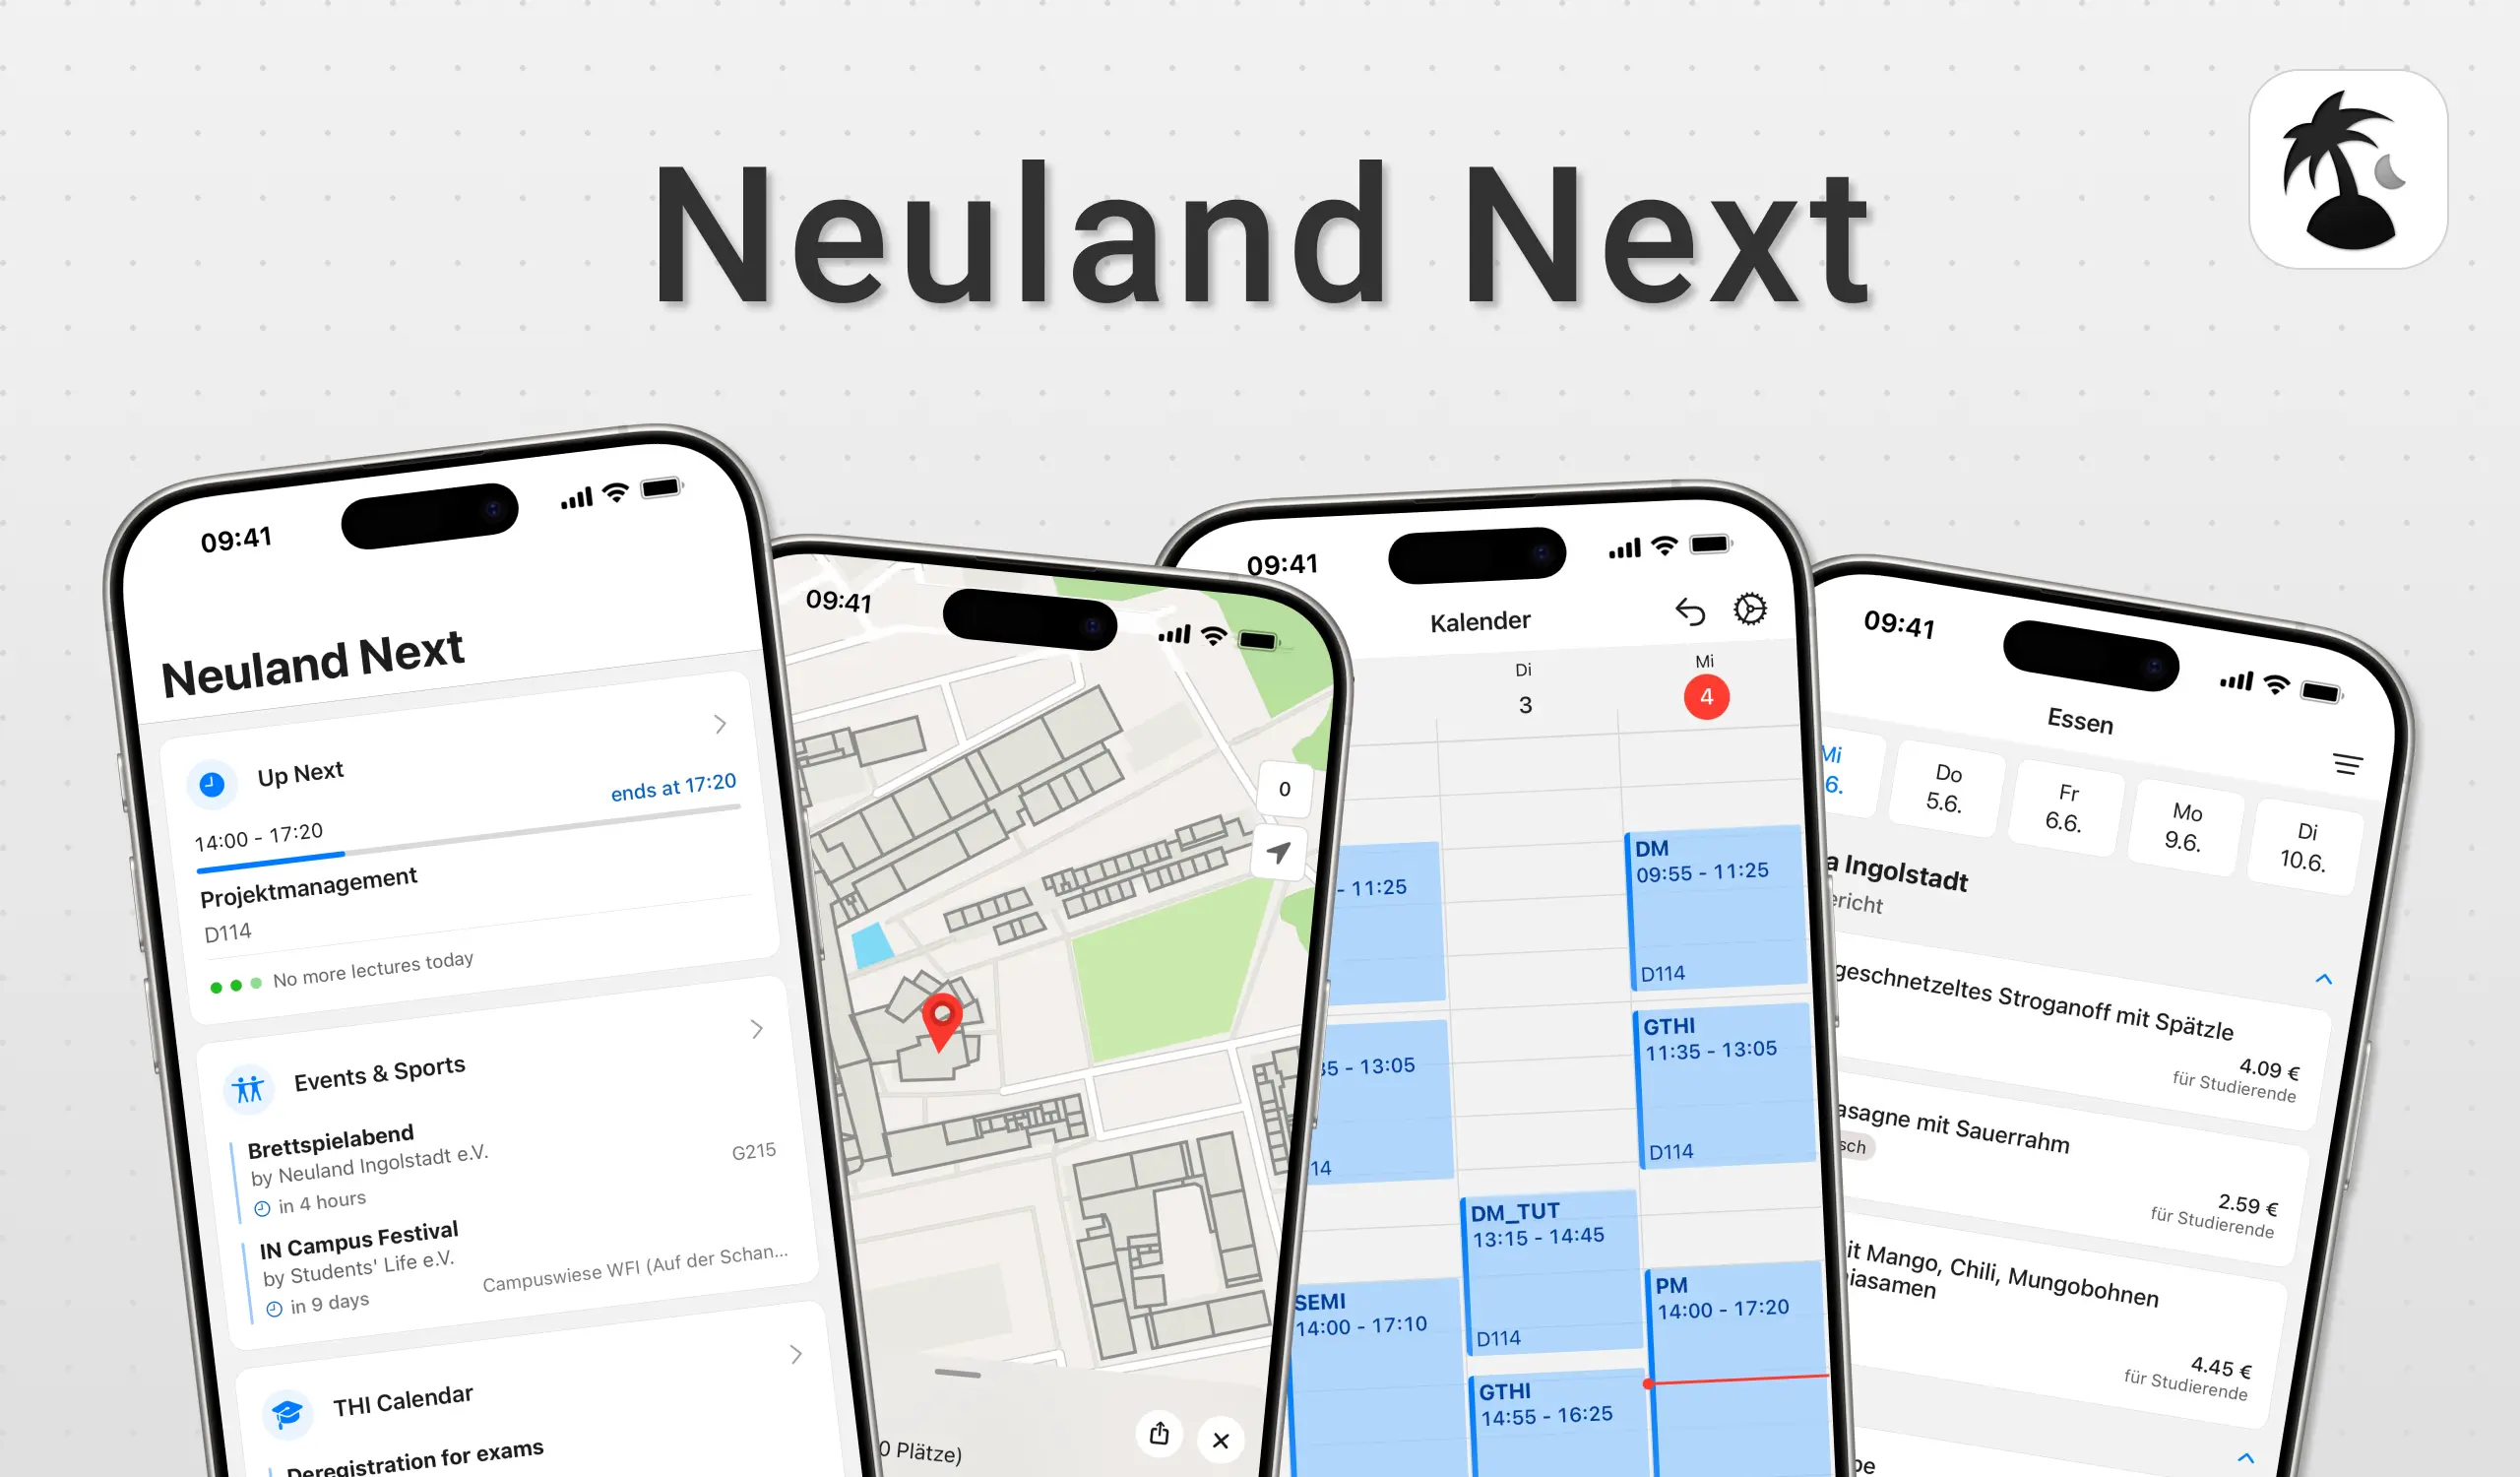 Neuland Next
09:41
Neuland Next
Up Next
ends at 17:20
14:00 - 17:20
Projektmanagement
D114
No more lectures today
Events & Sports
Brettspielabend
by Neuland Ingolstadt e.V.
G215
in 4 hours
IN Campus Festival
by Students' Life e.V.
Campuswiese WFI (Auf der Schan...
in 9 days
THI Calendar
Deregistration for exams
09:41
0
0 Plätze)
09:41
Kalender
Di
3
Mi
4
- 11:25
35 - 13:05
14
SEMI
14:00 - 17:10
DM_TUT
13:15 - 14:45
D114
GTHI
14:55 - 16:25
DM
09:55 - 11:25
D114
GTHI
11:35 - 13:05
D114
PM
14:00 - 17:20
09:41
Essen
Mi
6.
Do
5.6.
Fr
6.6.
Mo
9.6.
Di
10.6.
a Ingolstadt
ericht
geschnetzeltes Stroganoff mit Spätzle
4.09 €
für Studierende
asagne mit Sauerrahm
sch
2.59 €
für Studierende
it Mango, Chili, Mungobohnen
iasamen
4.45 €
für Studierende
pe